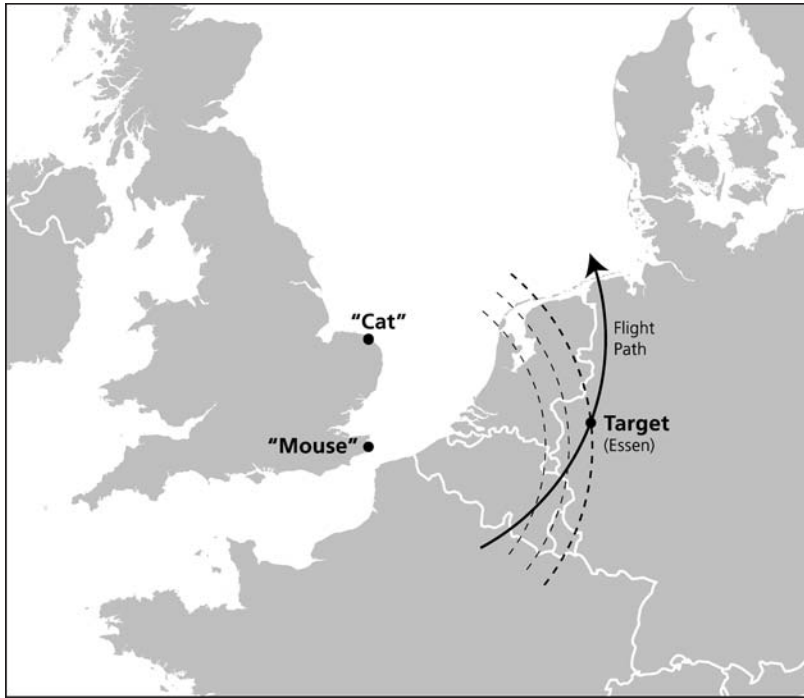 “Cat”
Flight
Path
Target
“Mouse”
(Essen)